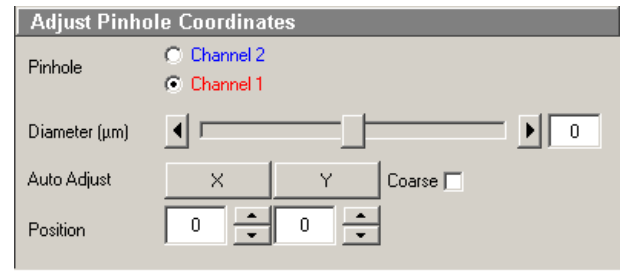 Adjust Pinhole Coordinates
Pinhole
Channel 2
Channel 1
Diameter (µm) 0
Auto Adjust X Y Coarse
Position 0 0